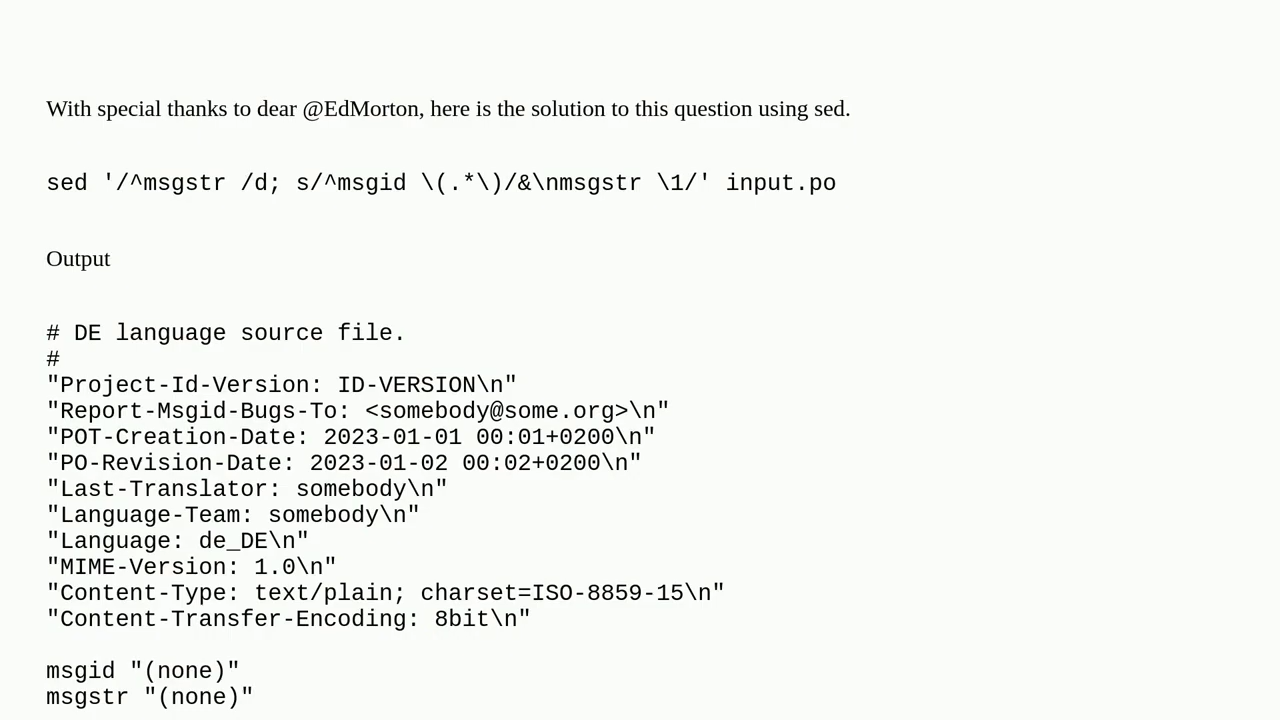 With special thanks to dear @EdMorton, here is the solution to this question using sed.
sed '/^msgstr /d; s/^msgid \(.*\)/&\nmsgstr \1/' input.po
Output
# DE language source file.
#
"Project-Id-Version: ID-VERSION\n"
"Report-Msgid-Bugs-To: <somebody@some.org>\n"
"POT-Creation-Date: 2023-01-01 00:01+0200\n"
"PO-Revision-Date: 2023-01-02 00:02+0200\n"
"Last-Translator: somebody\n"
"Language-Team: somebody\n"
"Language: de_DE\n"
"MIME-Version: 1.0\n"
"Content-Type: text/plain; charset=ISO-8859-15\n"
"Content-Transfer-Encoding: 8bit\n"
msgid "(none)"
msgstr "(none)"